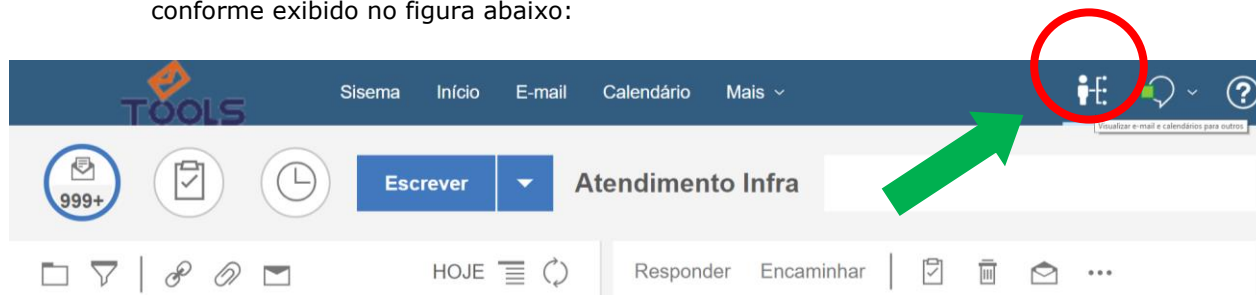 conforme exibido no figura abaixo:
TOOLS
Sisema Início E-mail Calendário Mais
?
Visualizar e-mail e calendários para outros
999+
Escrever
Atendimento Infra
HOJE
Responder Encaminhar